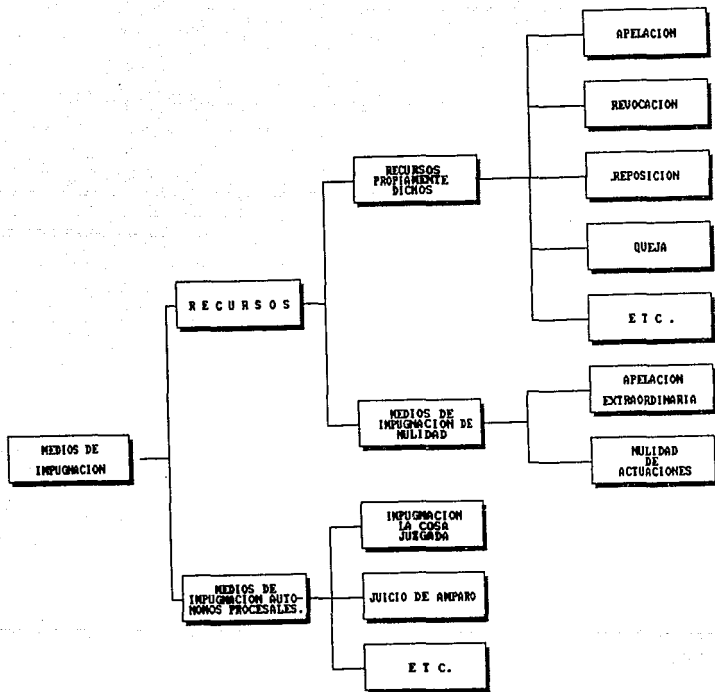 APELACION
REVOCACION
RECURSOS
PROPIAMENTE
DICHOS
.REPOSICION
QUEJA
R E C U R S O S
E T C .
APELACION
EXTRAORDINARIA
MEDIOS DE
IMPUGNACION DE
NULIDAD
MEDIOS DE
IMPUGNACION
NULIDAD
DE
ACTUACIONES
IMPUGNACION
LA COSA
JUZGADA
MEDIOS DE
IMPUGNACION AUTO-
NOMOS PROCESALES.
JUICIO DE AMPARO
E T C.